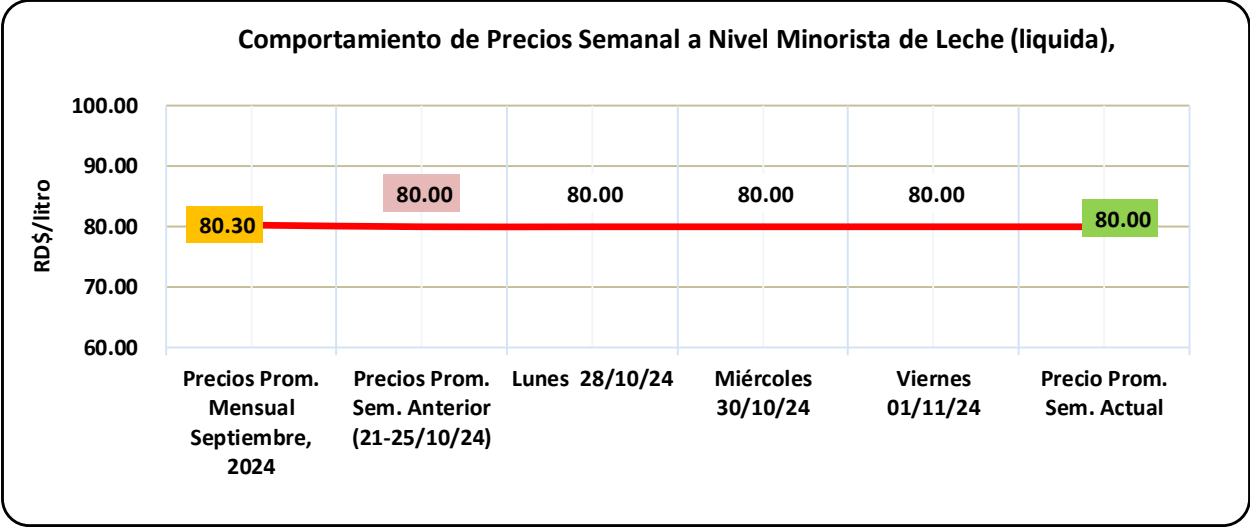 Comportamiento de Precios Semanal a Nivel Minorista de Leche (liquida),
RD$/litro
100.00
90.00
80.00
70.00
60.00
80.30
80.00
80.00
80.00
80.00
80.00
Precios Prom.
Mensual
Septiembre,
2024
Precios Prom.
Sem. Anterior
(21-25/10/24)
Lunes 28/10/24
Miércoles
30/10/24
Viernes
01/11/24
Precio Prom.
Sem. Actual